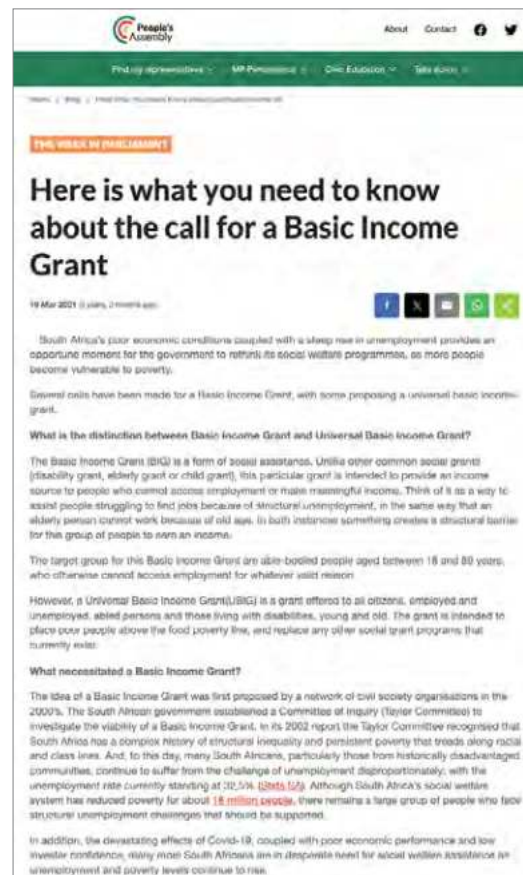 People's
Assembly
About Contact
Find my representatives MP Performance Civic Education Take Action
THE WEEK IN PARLIAMENT
Here is what you need to know
about the call for a Basic Income
Grant
19 Mar 2021
South Africa's poor economic conditions coupled with a steep rise in unemployment provides an
opportune moment for the government to rethink its social welfare programmes, as more people
become vulnerable to poverty.
Several calls have been made for a Basic Income Grant, with some proposing a universal basic income
grant.
What is the distinction between Basic Income Grant and Universal Basic Income Grant?
The Basic Income Grant (BIG) is a form of social assistance. Unlike other common social grants
(disability grant, elderly grant or child grant), this particular grant is intended to provide an income
source to people who cannot access employment or make meaningful income. Think of it as a way to
assist people struggling to find jobs because of structural unemployment, in the same way that an
elderly person cannot work because of old age. In both instances something creates a structural barrier
for this group of people to earn an income.
The target group for this Basic Income Grant are able-bodied people aged between 18 and years,
who otherwise cannot access employment for whatever valid reason
However, a Universal Basic Income Grant(UBIG) is a grant offered to all citizens, employed and
unemployed, abled persons and those living with disabilities, young and old. The grant is intended to
place poor people above the food poverty line, and replace any other social grant programs that
currently exist.
What necessitated a Basic Income Grant?
The idea of a Basic Income Grant was first proposed by a network of civil society organisations in the
2000's. The South African government established a Committee of Inquiry (Taylor Committee) to
investigate the viability of a Basic Income Grant. In its 2002 report the Taylor Committee recognised that
South Africa has a complex history of structural inequality and persistent poverty that treads along racial
and class lines. And, to this day, many South Africans, particularly those from historically disadvantaged
communities, continue to suffer from the challenge of unemployment disproportionately; with the
unemployment rate currently standing at 32,5% (Stats SA). Although South Africa's social welfare
system has reduced poverty for about 18 million people, there remains a large group of people who face
structural unemployment challenges that should be supported.
In addition, the devastating effects of Covid-19, coupled with poor economic performance and low
investor confidence, many more South Africans are in desperate need for social welfare assistance as
unemployment and poverty levels continue to rise.